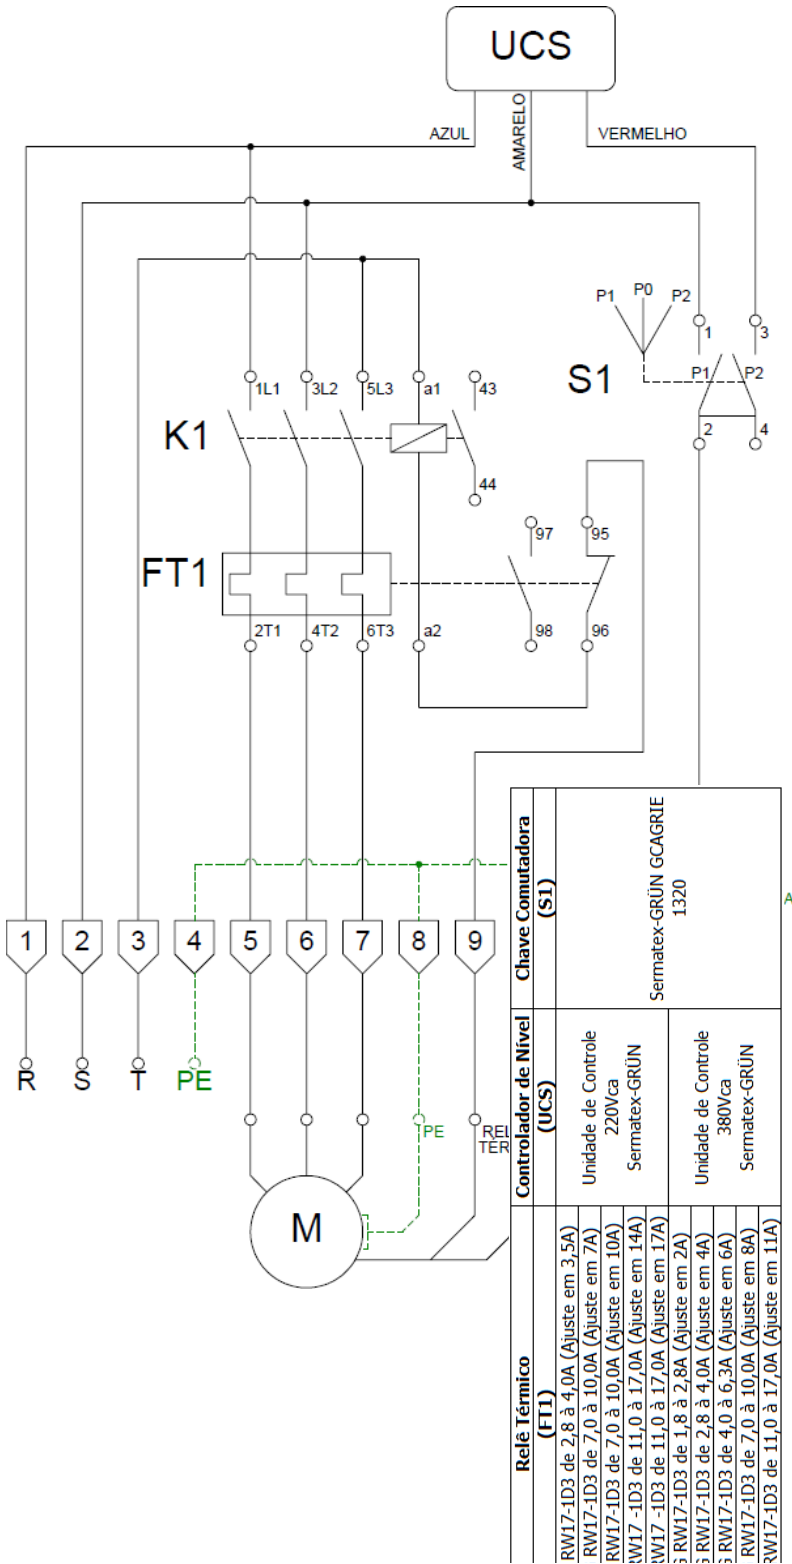 UCS
AZUL
AMARELO
VERMELHO
P1
P0
P2
1
3
S1
P1
P2
2
4
1L1
3L2
5L3
a1
43
K1
44
97
95
FT1
2T1
4T2
6T3
a2
98
96
1
2
3
4
5
6
7
8
9
R
S
T
PE
PE
M
Chave Comutadora
(S1)
Sermatex-GRÜN GCAGRIE
1320
Controlador de Nível
(UCS)
Unidade de Controle
220Vca
Sermatex-GRÜN
Unidade de Controle
380Vca
Sermatex-GRÜN
Relê Térmico
(FT1)
RW17-1D3 de 2,8 à 4,0A (Ajuste em 3,5A)
RW17-1D3 de 7,0 à 10,0A (Ajuste em 7A)
RW17-1D3 de 7,0 à 10,0A (Ajuste em 10A)
RW17 -1D3 de 11,0 à 17,0A (Ajuste em 14A)
RW17 -1D3 de 11,0 à 17,0A (Ajuste em 17A)
RW17-1D3 de 1,8 à 2,8A (Ajuste em 2A)
RW17-1D3 de 2,8 à 4,0A (Ajuste em 4A)
RW17-1D3 de 4,0 à 6,3A (Ajuste em 6A)
RW17-1D3 de 7,0 à 10,0A (Ajuste em 8A)
RW17-1D3 de 11,0 à 17,0A (Ajuste em 11A)